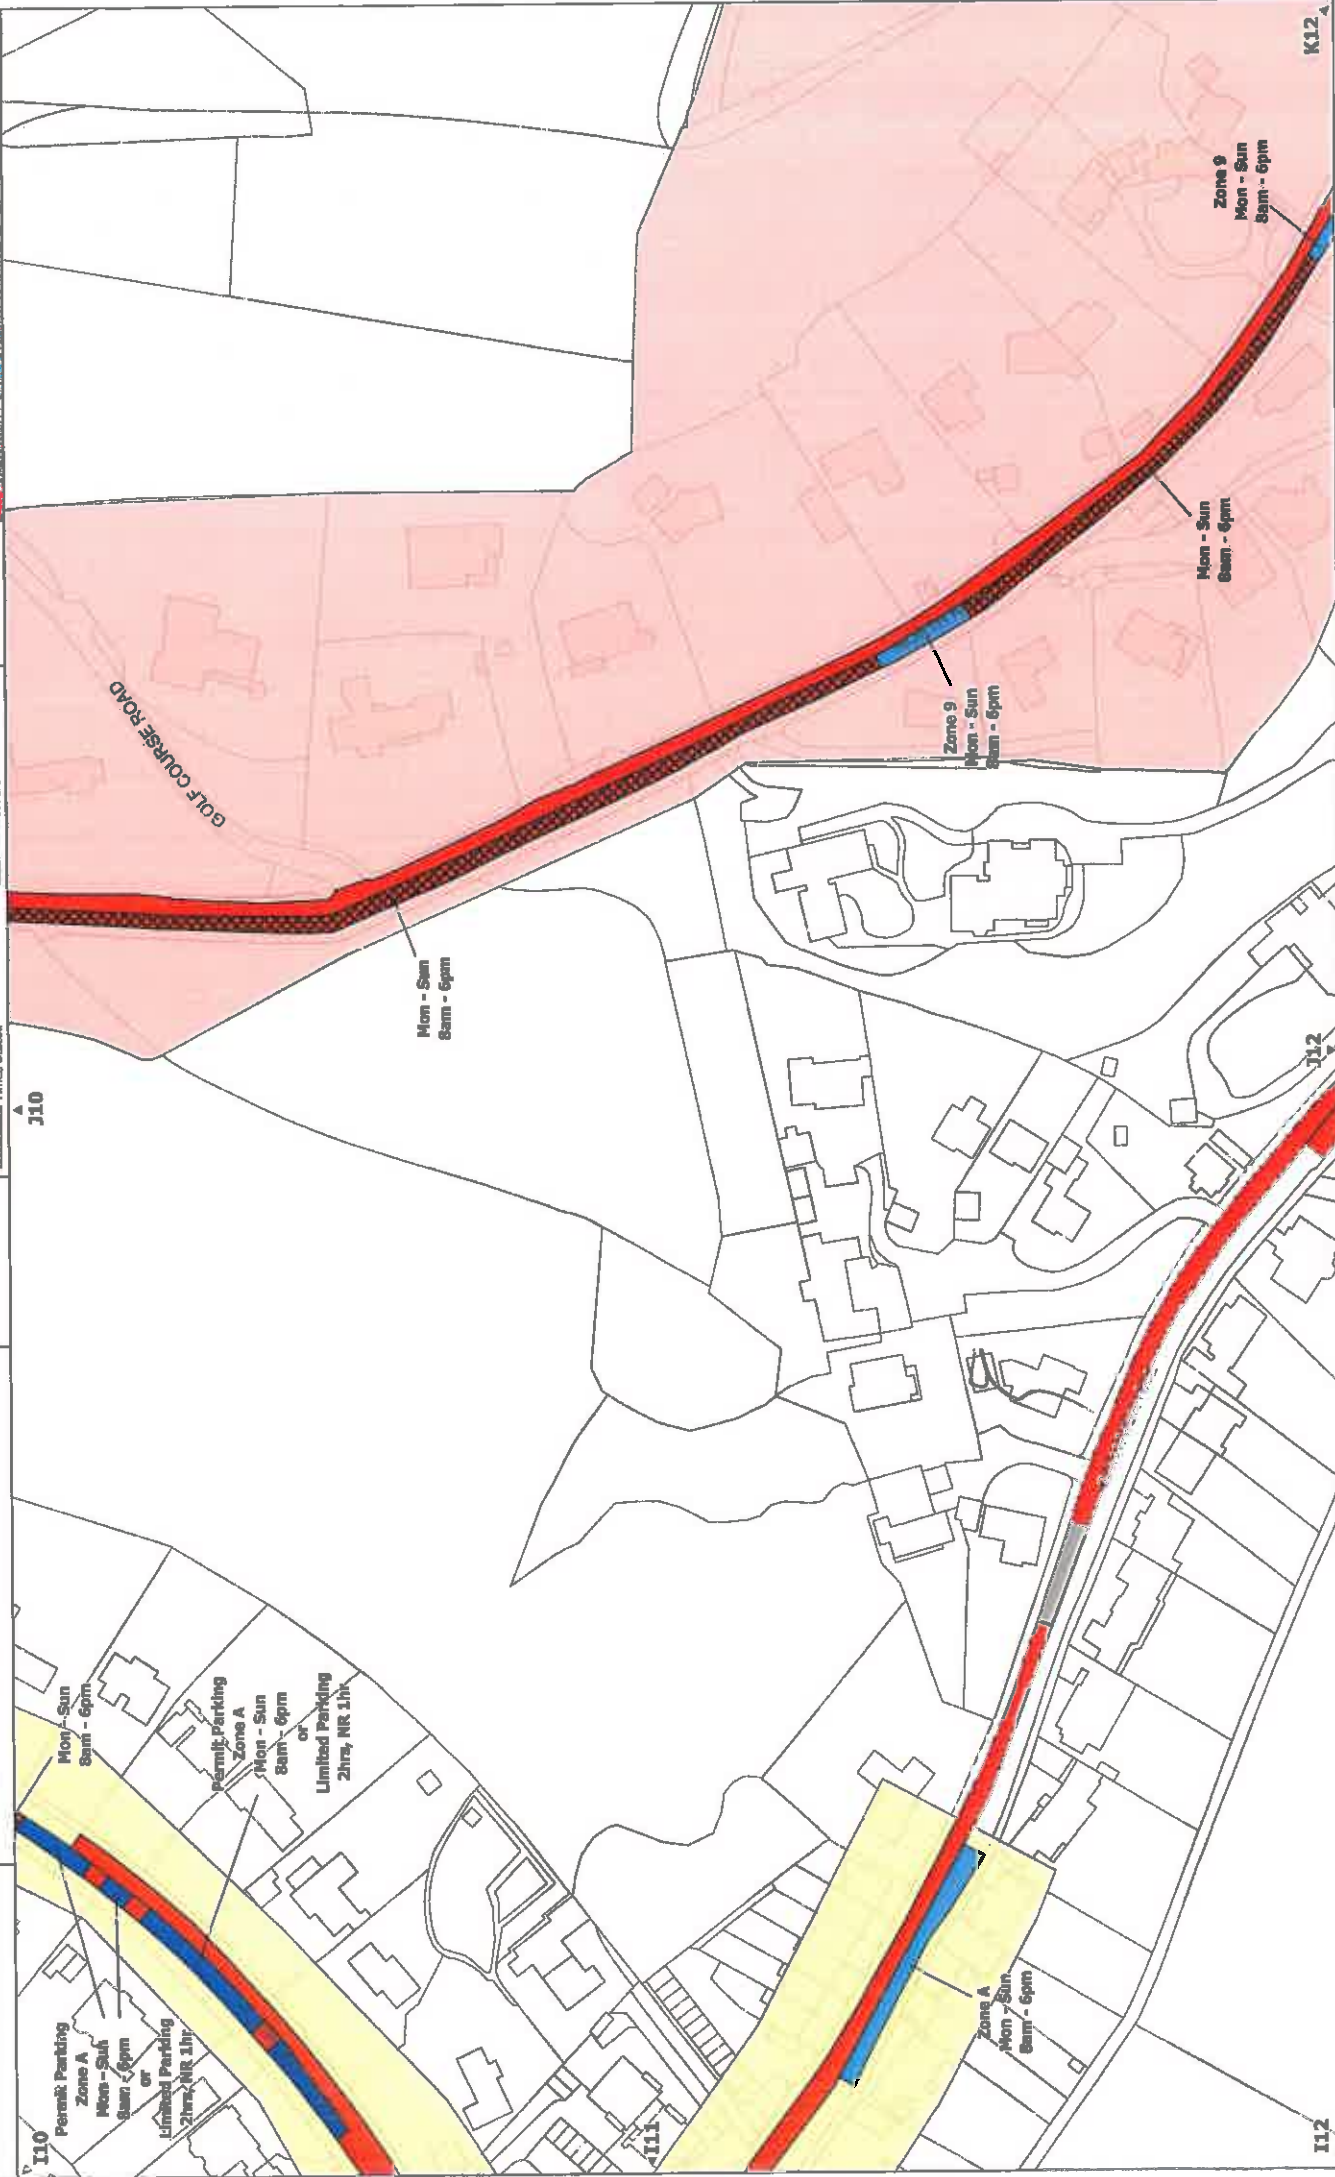 K12
Zone 9
Mon - Sun
8am - 6pm
Mon - Sun
8am - 6pm
Zone 9
Mon - Sun
8am - 6pm
GOLF COURSE ROAD
Mon - Sun
8am - 6pm
J10
J12
Mon - Sun
8am - 6pm
Permit Parking
Zone A
Mon - Sun
8am - 6pm
or
Limited Parking
2hrs, NR 1hr
Permit Parking
Zone A
Mon - Sun
8am - 6pm
or
Limited Parking
2hrs, NR 1hr
Zone A
Mon - Sun
8am - 6pm
I10
I11
I12